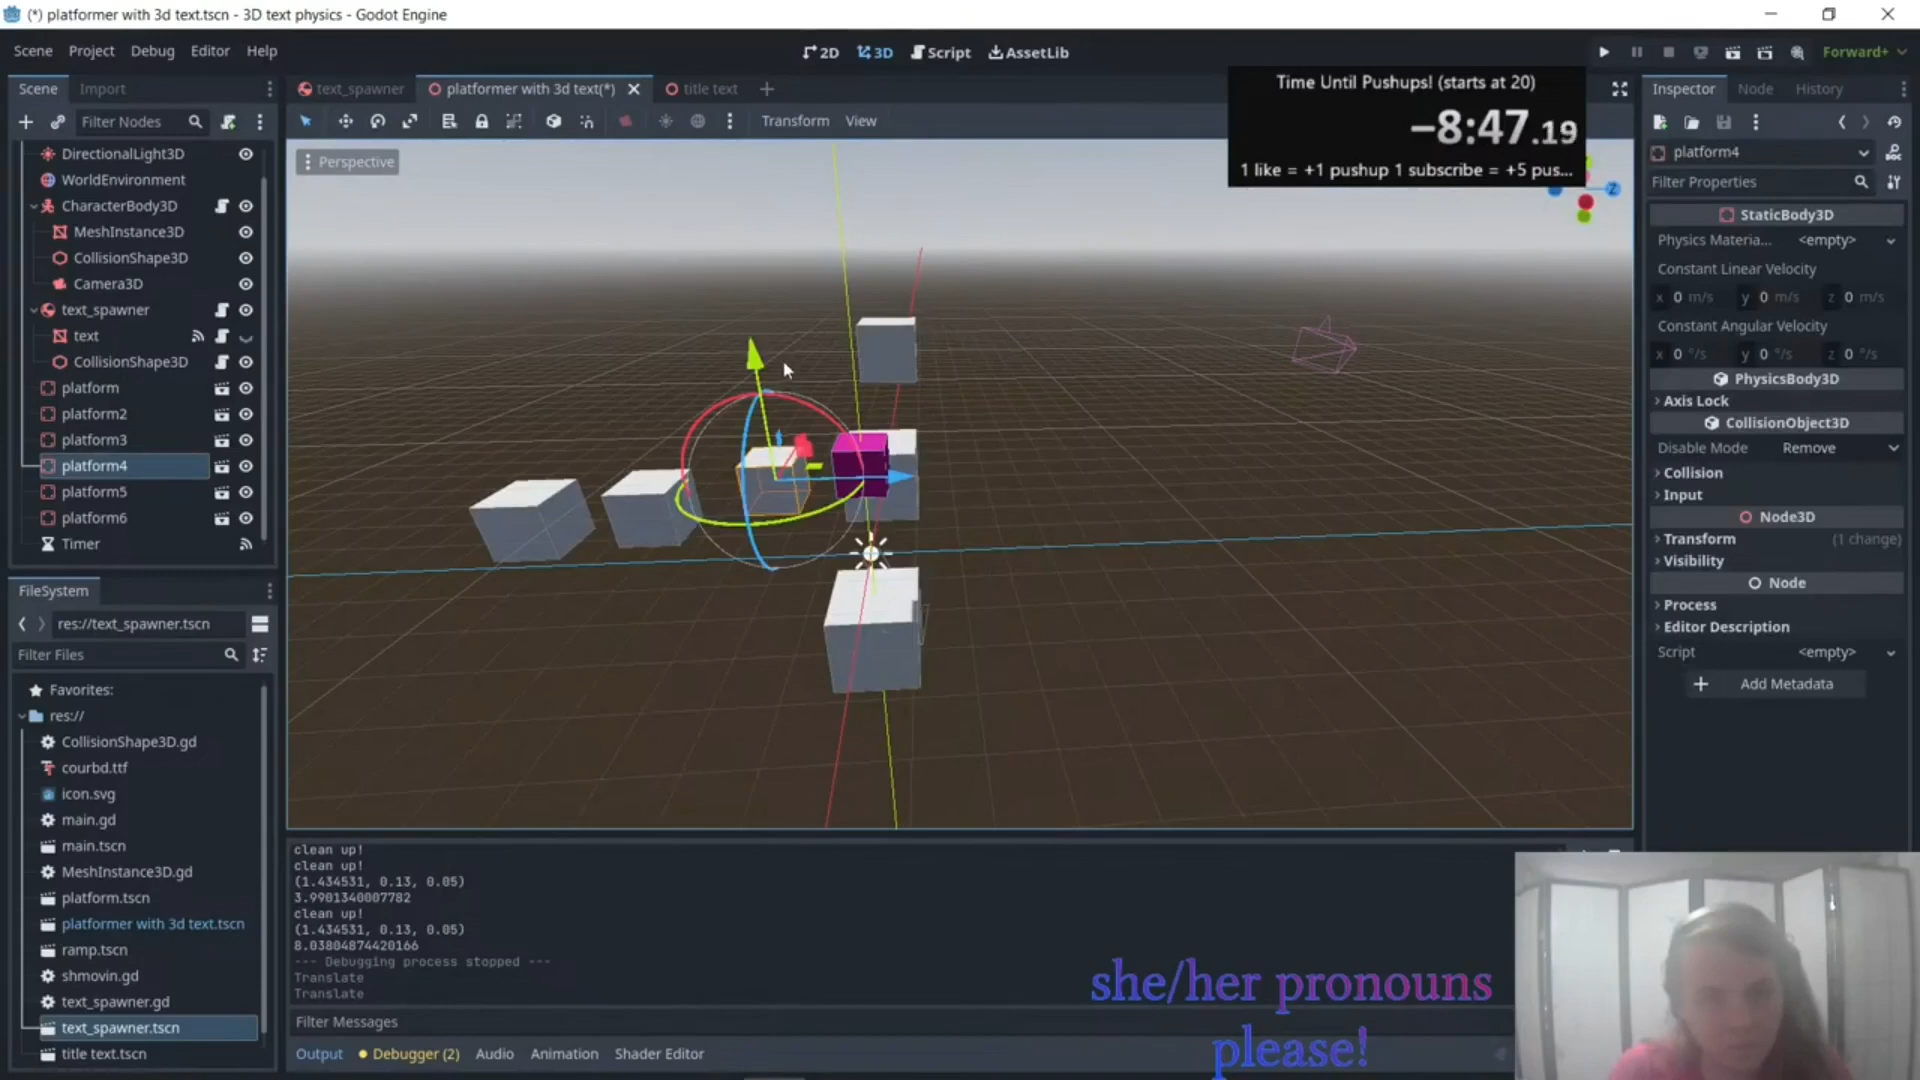 (*) platformer with 3d text.tscn - 3D text physics - Godot Engine
Scene Project Debug Editor Help
2D 3D Script AssetLib
Forward+
Time Until Pushups! (starts at 20)
−8:47.19
1 like = +1 pushup 1 subscribe = +5 pus...
Scene Import
Filter Nodes
DirectionalLight3D
WorldEnvironment
CharacterBody3D
MeshInstance3D
CollisionShape3D
Camera3D
text_spawner
text
CollisionShape3D
platform
platform2
platform3
platform4
platform5
platform6
Timer
FileSystem
res://text_spawner.tscn
Filter Files
Favorites:
res://
CollisionShape3D.gd
courbd.ttf
icon.svg
main.gd
main.tscn
MeshInstance3D.gd
platform.tscn
platformer with 3d text.tscn
ramp.tscn
shmovin.gd
text_spawner.gd
text_spawner.tscn
title text.tscn
text_spawner platformer with 3d text(*) title text
Transform View
Perspective
Z
clean up!
clean up!
(1.434531, 0.13, 0.05)
3.9901340007782
clean up!
(1.434531, 0.13, 0.05)
8.03804874420166
--- Debugging process stopped ---
Translate
Translate
Filter Messages
Output Debugger (2) Audio Animation Shader Editor
Inspector Node History
platform4
Filter Properties
StaticBody3D
Physics Materia... <empty>
Constant Linear Velocity
x 0 m/s y 0 m/s z 0 m/s
Constant Angular Velocity
x 0 °/s y 0 °/s z 0 °/s
PhysicsBody3D
Axis Lock
CollisionObject3D
Disable Mode Remove
Collision
Input
Node3D
Transform (1 change)
Visibility
Node
Process
Editor Description
Script <empty>
Add Metadata
she/her pronouns
please!